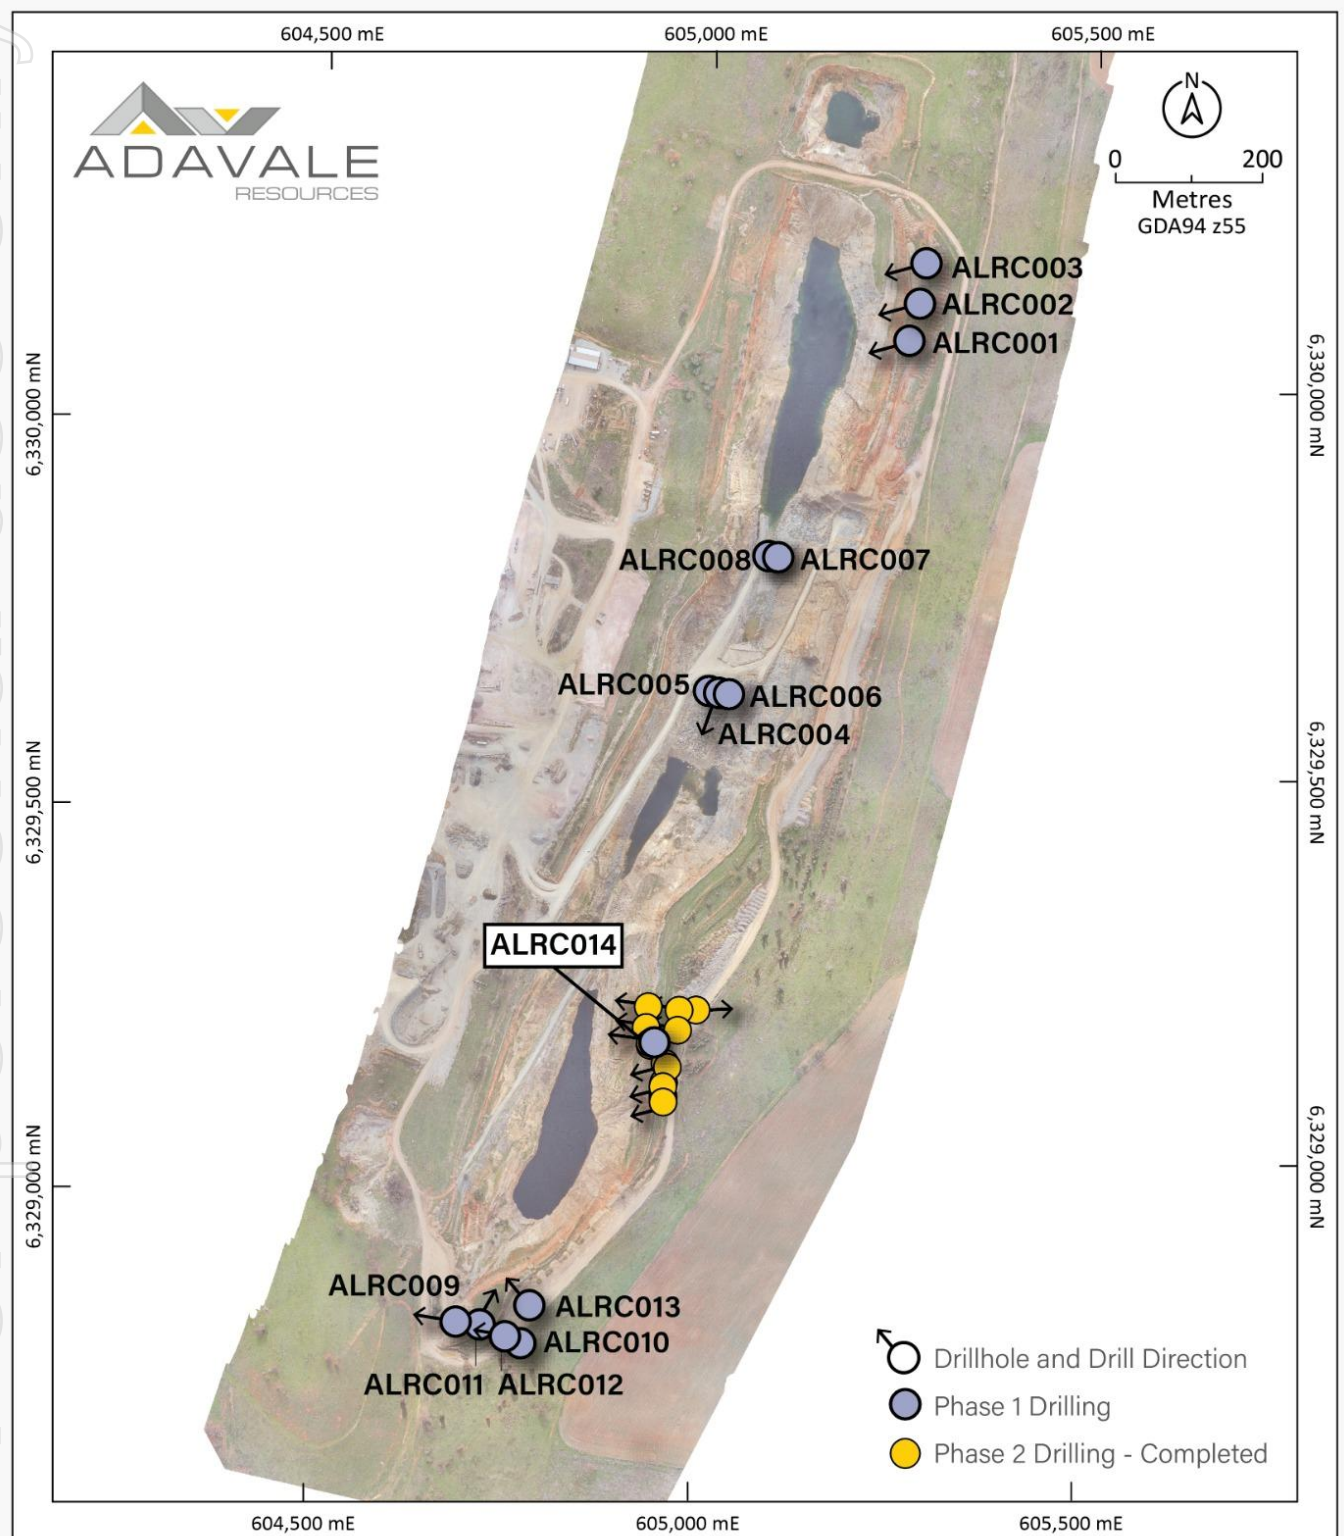 604,500 mE
605,000 mE
605,500 mE
ADAVALE
RESOURCES
N
0
200
Metres
GDA94 z55
ALRC003
ALRC002
ALRC001
6,330,000 mN
6,330,000 mN
ALRC008
ALRC007
ALRC005
ALRC006
ALRC004
6,329,500 mN
6,329,500 mN
ALRC014
6,329,000 mN
6,329,000 mN
ALRC009
ALRC013
ALRC010
ALRC011
ALRC012
Drillhole and Drill Direction
Phase 1 Drilling
Phase 2 Drilling - Completed
604,500 mE
605,000 mE
605,500 mE